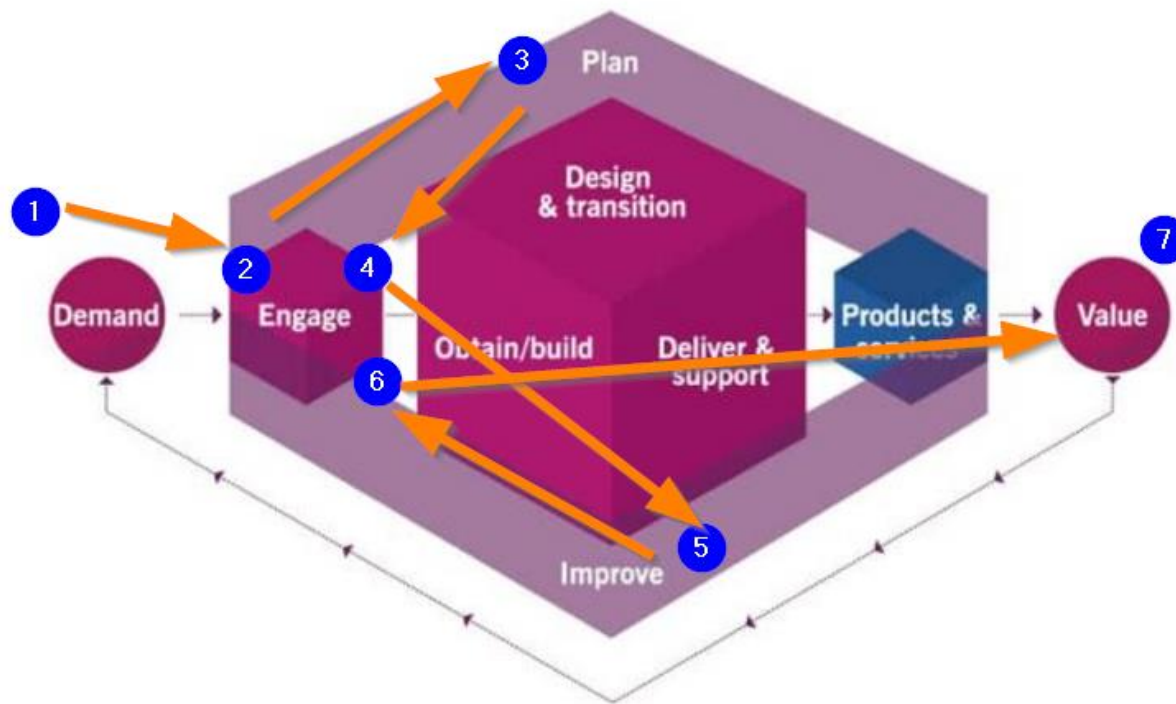 3
Plan
Design
& transition
1
2
4
7
Demand
Engage
Obtain/build
Deliver &
support
Products &
services
Value
6
5
Improve